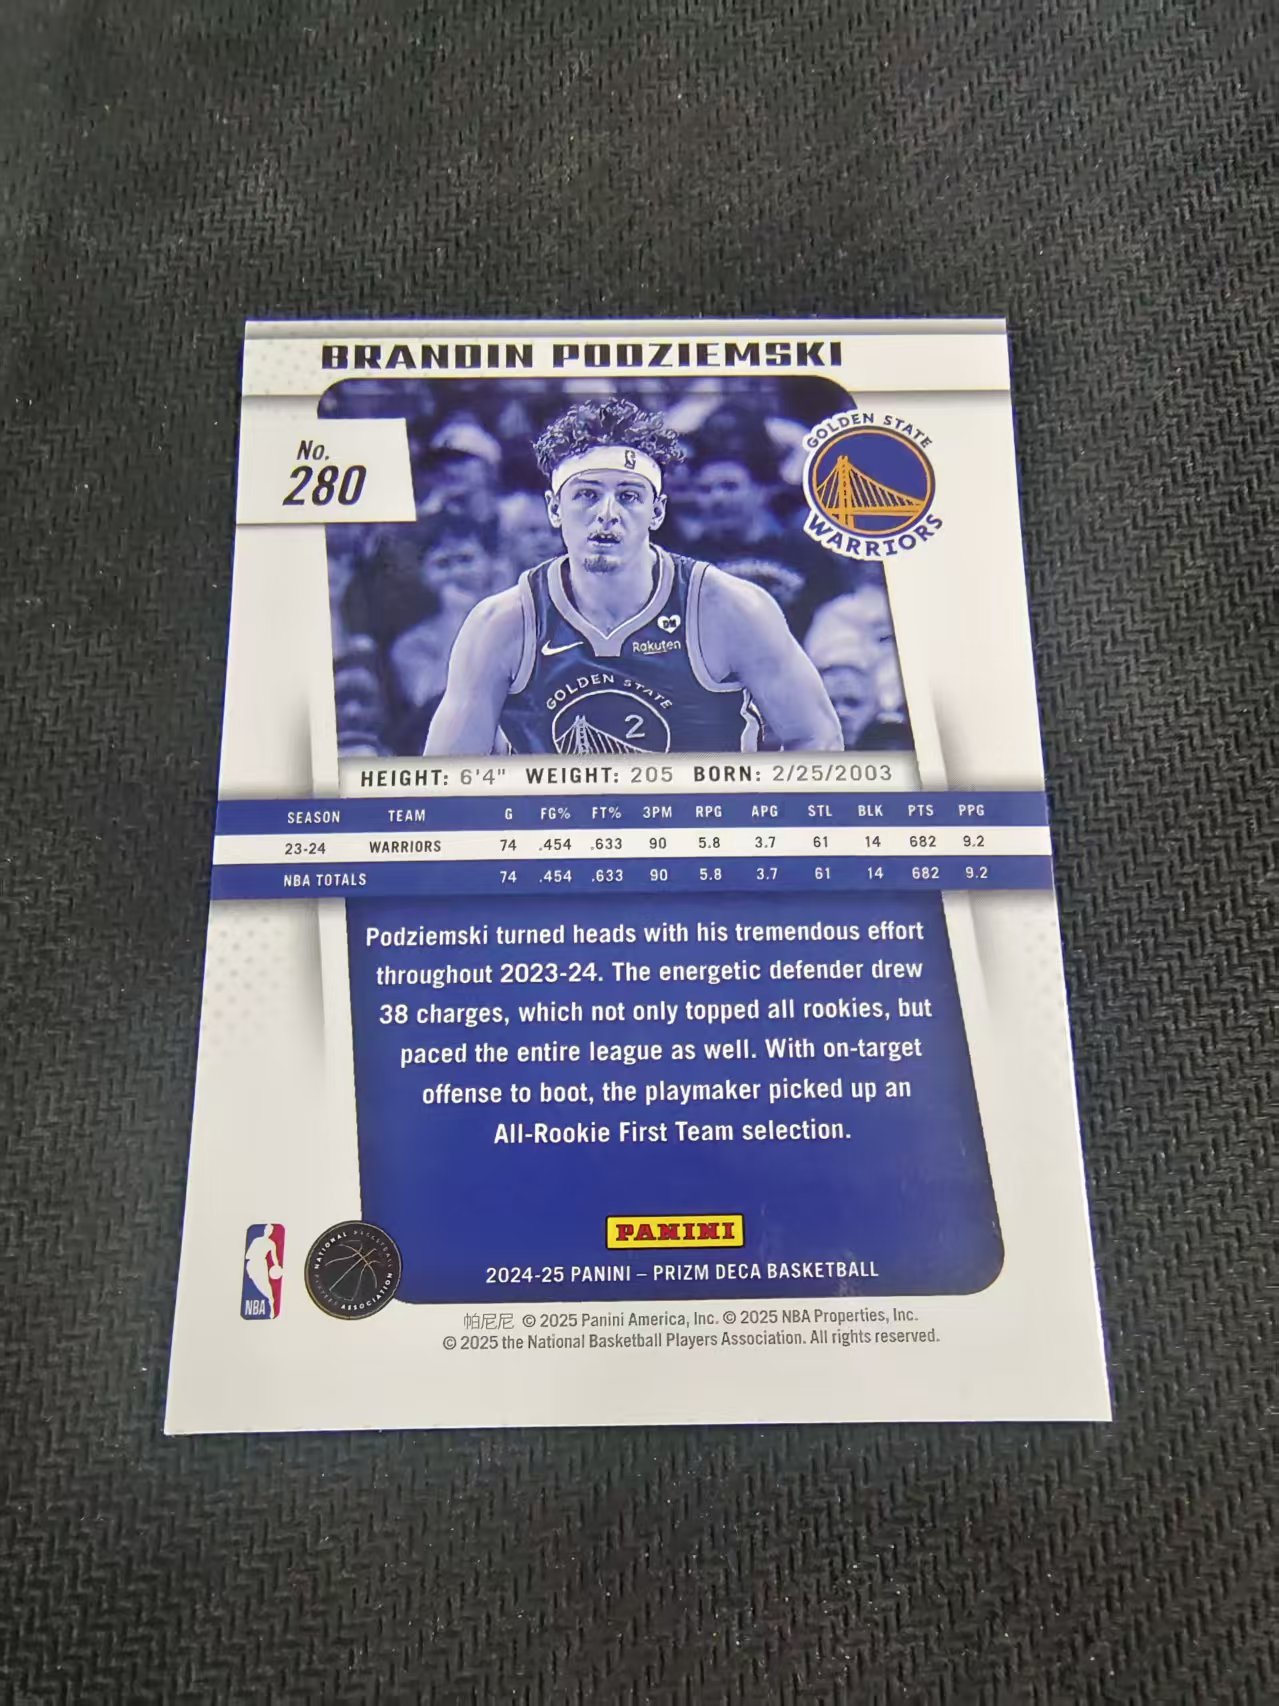 BRANDIN PODZIEMSKI
No.
280
GOLDEN STATE
WARRIORS
Rakuten
GOLDEN STATE
2
HEIGHT: 6'4" WEIGHT: 205 BORN: 2/25/2003
SEASON TEAM G FG% FT% 3PM RPG APG STL BLK PTS PPG
23-24 WARRIORS 74 .454 .633 90 5.8 3.7 61 14 682 9.2
NBA TOTALS 74 .454 .633 90 5.8 3.7 61 14 682 9.2
Podziemski turned heads with his tremendous effort
throughout 2023-24. The energetic defender drew
38 charges, which not only topped all rookies, but
paced the entire league as well. With on-target
offense to boot, the playmaker picked up an
All-Rookie First Team selection.
PANINI
2024-25 PANINI – PRIZM DECA BASKETBALL
NBA
NATIONAL BASKETBALL
PLAYERS ASSOCIATION
帕尼尼 © 2025 Panini America, Inc. © 2025 NBA Properties, Inc.
© 2025 the National Basketball Players Association. All rights reserved.